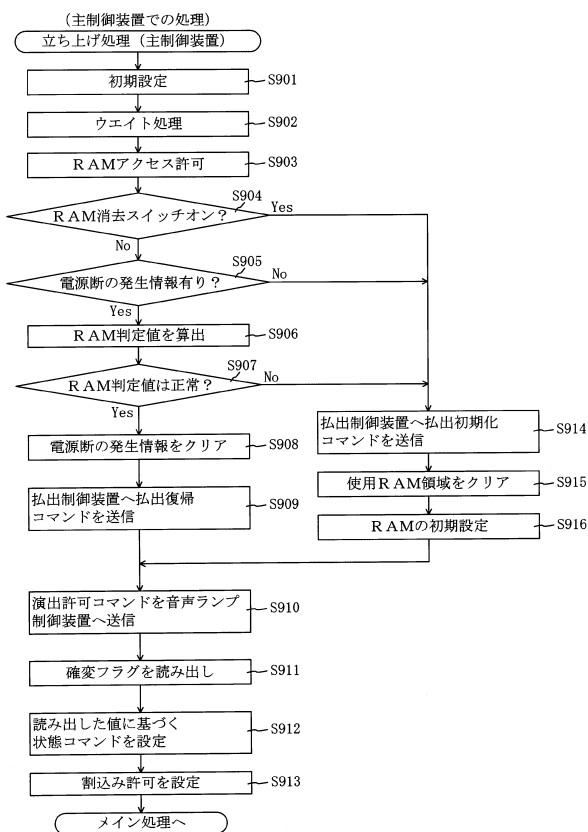 (主制御装置での処理)
立ち上げ処理(主制御装置)
初期設定
S901
ウエイト処理
S902
RAMアクセス許可
S903
RAM消去スイッチオン?
S904
Yes
No
電源断の発生情報有り?
S905
No
Yes
RAM判定値を算出
S906
RAM判定値は正常?
S907
No
Yes
電源断の発生情報をクリア
S908
払出制御装置へ払出復帰
コマンドを送信
S909
払出制御装置へ払出初期化
コマンドを送信
S914
使用RAM領域をクリア
S915
RAMの初期設定
S916
演出許可コマンドを音声ランプ
制御装置へ送信
S910
確変フラグを読み出し
S911
読み出した値に基づく
状態コマンドを設定
S912
割込み許可を設定
S913
メイン処理へ